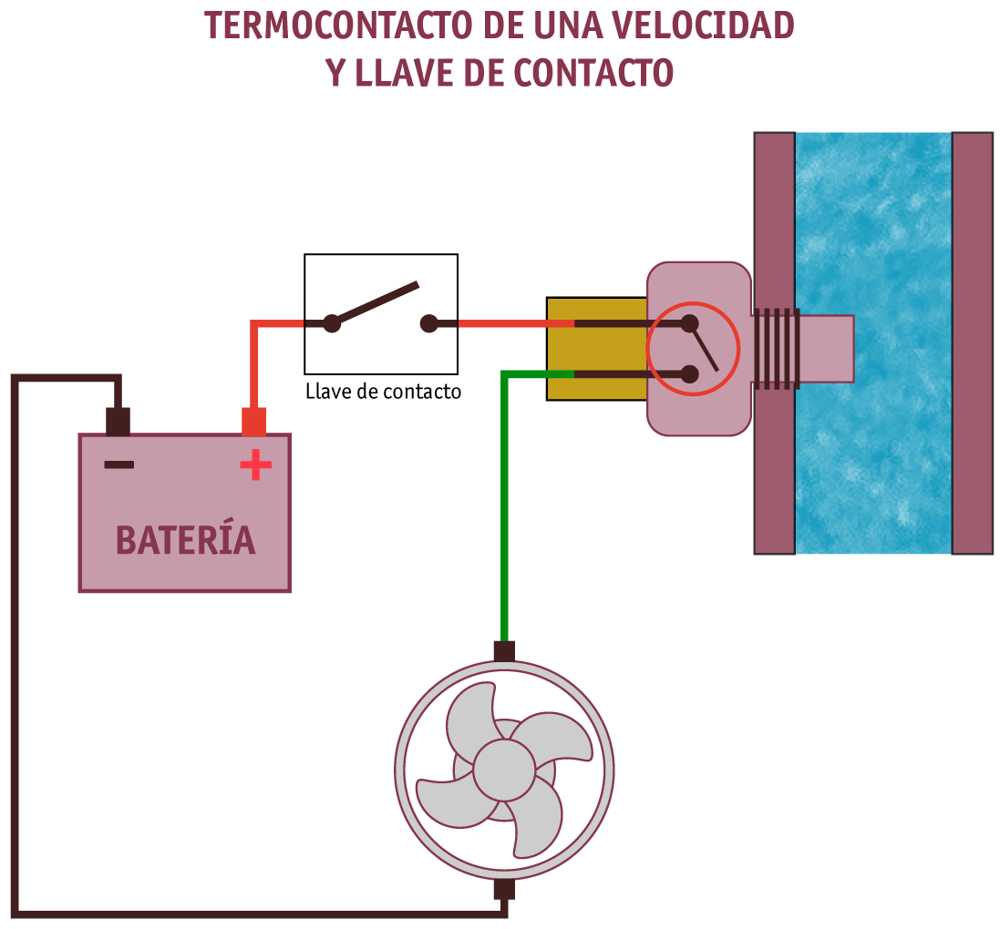 TERMOCONTACTO DE UNA VELOCIDAD
Y LLAVE DE CONTACTO
Llave de contacto
− +
BATERÍA